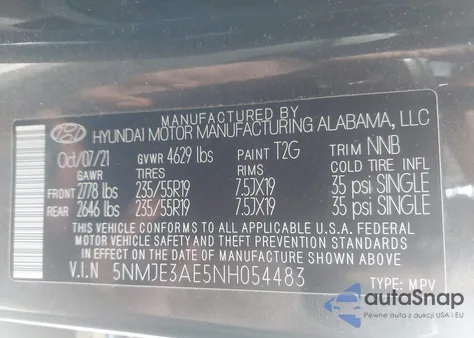 MANUFACTURED BY
HYUNDAI MOTOR MANUFACTURING ALABAMA, LLC
Oct/07/21 GVWR 4629 lbs PAINT T2G TRIM NNB
GAWR TIRES RIMS COLD TIRE INFL
FRONT 2778 lbs 235/55R19 7.5JX19 35 psi SINGLE
REAR 2646 lbs 235/55R19 7.5JX19 35 psi SINGLE
THIS VEHICLE CONFORMS TO ALL APPLICABLE U.S.A. FEDERAL
MOTOR VEHICLE SAFETY, BUMPER, AND THEFT PREVENTION
STANDARDS IN EFFECT ON THE DATE OF MANUFACTURE SHOWN ABOVE
V.I.N 5NMJE3AE5NH054483 TYPE: MPV
autoSnap
Pewne auta z aukcji USA i EU